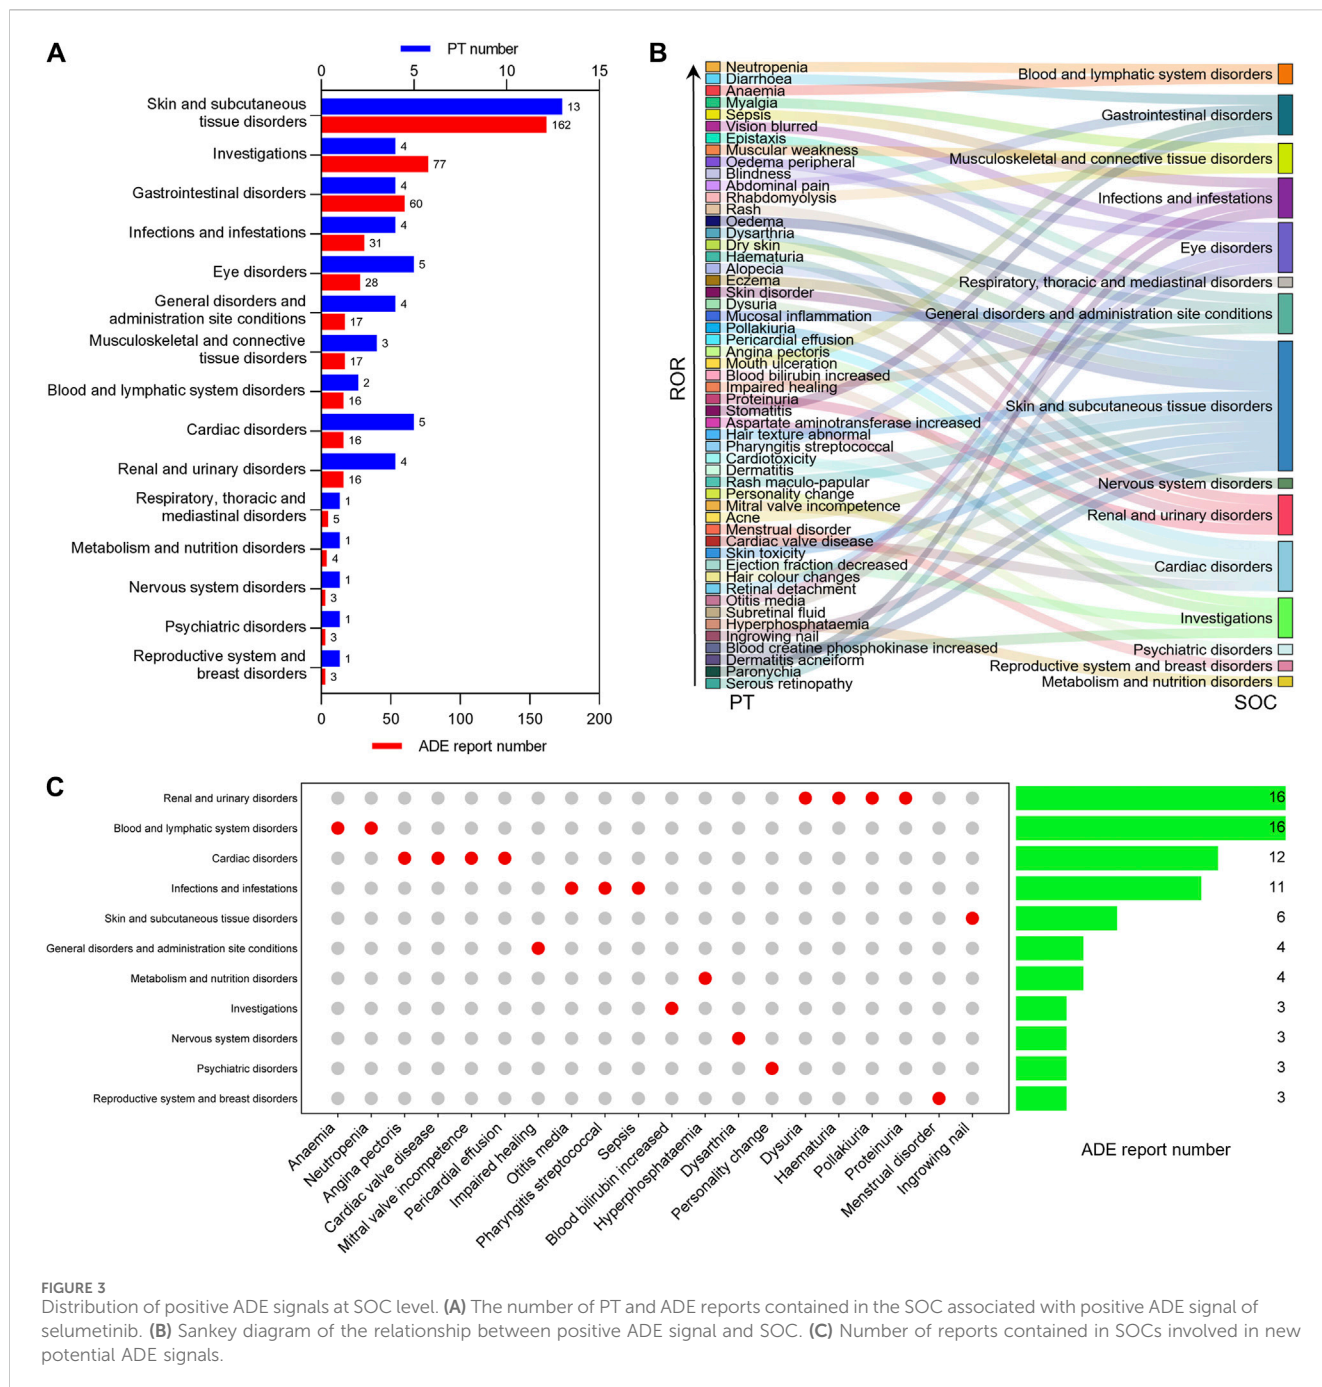 A
PT number
0 5 10 15
Skin and subcutaneous
tissue disorders
13
162
Investigations
4
77
Gastrointestinal disorders
4
60
Infections and infestations
4
31
Eye disorders
5
28
General disorders and
administration site conditions
4
17
Musculoskeletal and connective
tissue disorders
3
17
Blood and lymphatic system disorders
2
16
Cardiac disorders
5
16
Renal and urinary disorders
4
16
Respiratory, thoracic and
mediastinal disorders
1
5
Metabolism and nutrition disorders
1
4
Nervous system disorders
1
3
Psychiatric disorders
1
3
Reproductive system and
breast disorders
1
3
0 50 100 150 200
ADE report number
B
ROR
Neutropenia
Diarrhoea
Anaemia
Myalgia
Sepsis
Vision blurred
Epistaxis
Muscular weakness
Oedema peripheral
Blindness
Abdominal pain
Rhabdomyolysis
Rash
Oedema
Dysarthria
Dry skin
Haematuria
Alopecia
Eczema
Skin disorder
Dysuria
Mucosal inflammation
Pollakiuria
Pericardial effusion
Angina pectoris
Mouth ulceration
Blood bilirubin increased
Impaired healing
Proteinuria
Stomatitis
Aspartate aminotransferase increased
Hair texture abnormal
Pharyngitis streptococcal
Cardiotoxicity
Dermatitis
Rash maculo-papular
Personality change
Mitral valve incompetence
Acne
Menstrual disorder
Cardiac valve disease
Skin toxicity
Ejection fraction decreased
Hair colour changes
Retinal detachment
Otitis media
Subretinal fluid
Hyperphosphataemia
Ingrowing nail
Blood creatine phosphokinase increased
Dermatitis acneiform
Paronychia
Serous retinopathy
PT
Blood and lymphatic system disorders
Gastrointestinal disorders
Musculoskeletal and connective tissue disorders
Infections and infestations
Eye disorders
Respiratory, thoracic and mediastinal disorders
General disorders and administration site conditions
Skin and subcutaneous tissue disorders
Nervous system disorders
Renal and urinary disorders
Cardiac disorders
Investigations
Psychiatric disorders
Reproductive system and breast disorders
Metabolism and nutrition disorders
SOC
C
Renal and urinary disorders 16
Blood and lymphatic system disorders 16
Cardiac disorders 12
Infections and infestations 11
Skin and subcutaneous tissue disorders 6
General disorders and administration site conditions 4
Metabolism and nutrition disorders 4
Investigations 3
Nervous system disorders 3
Psychiatric disorders 3
Reproductive system and breast disorders 3
Anaemia
Neutropenia
Angina pectoris
Cardiac valve disease
Mitral valve incompetence
Pericardial effusion
Impaired healing
Otitis media
Pharyngitis streptococcal
Sepsis
Blood bilirubin increased
Hyperphosphataemia
Dysarthria
Personality change
Dysuria
Haematuria
Pollakiuria
Proteinuria
Menstrual disorder
Ingrowing nail
ADE report number
FIGURE 3
Distribution of positive ADE signals at SOC level. (A) The number of PT and ADE reports contained in the SOC associated with positive ADE signal of
selumetinib. (B) Sankey diagram of the relationship between positive ADE signal and SOC. (C) Number of reports contained in SOCs involved in new
potential ADE signals.